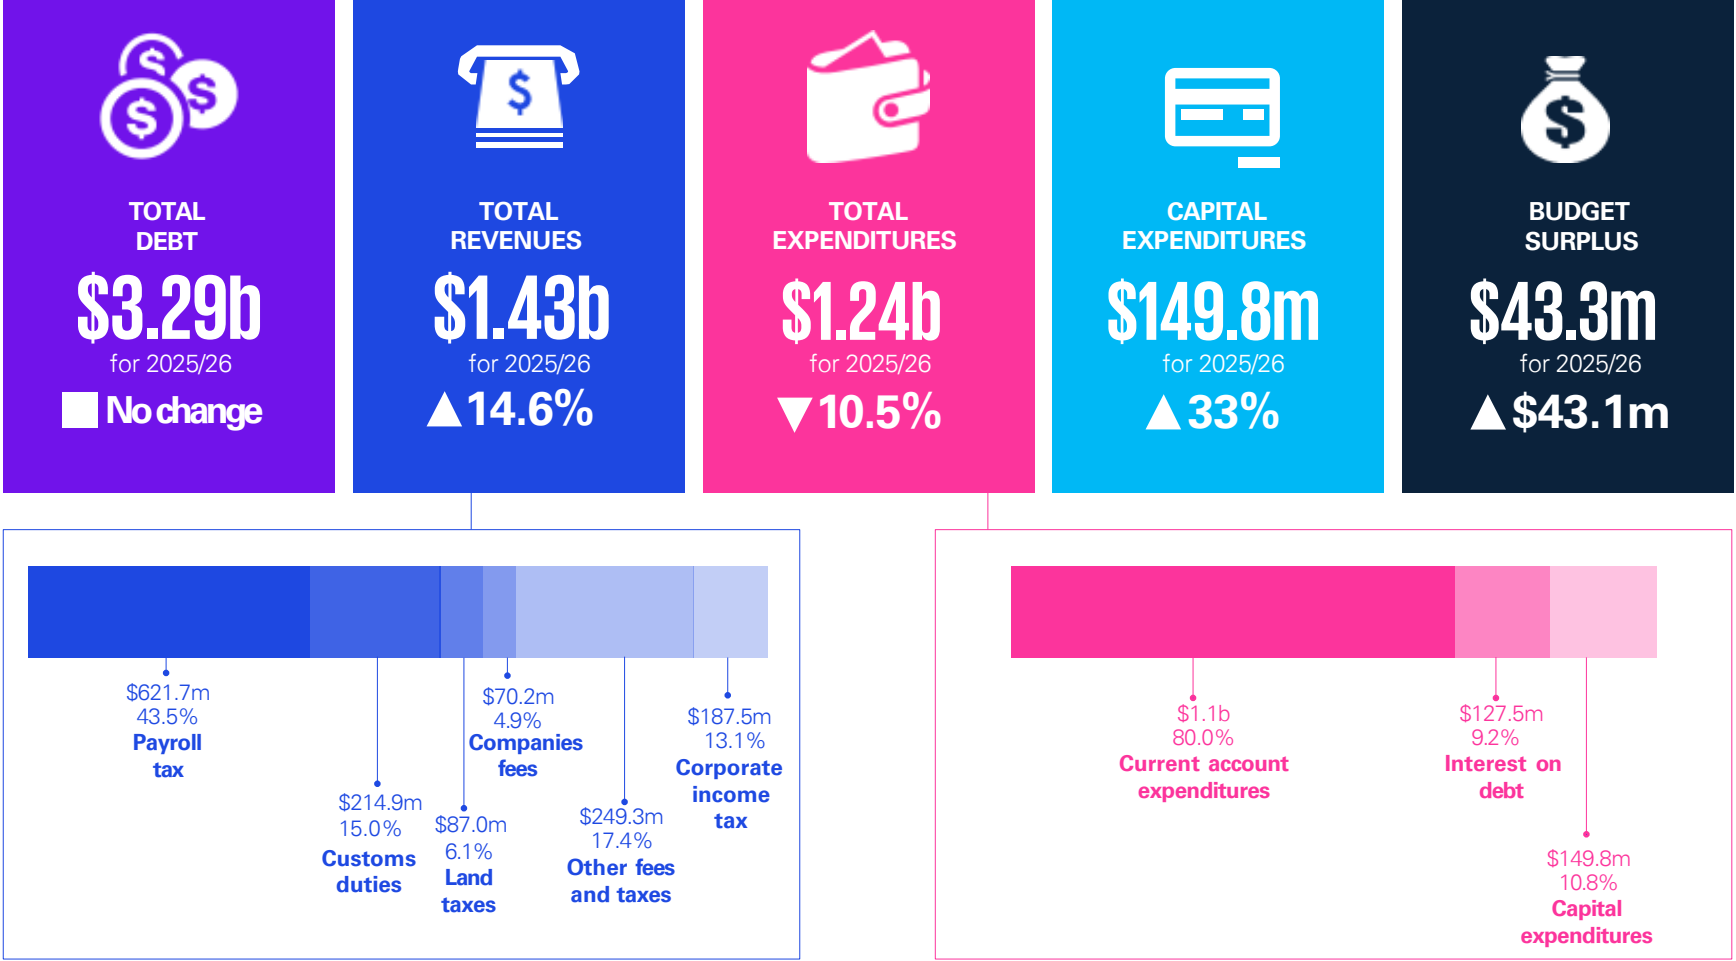 TOTAL
DEBT
$3.29b
for 2025/26
No change
TOTAL
REVENUES
$1.43b
for 2025/26
▲14.6%
TOTAL
EXPENDITURES
$1.24b
for 2025/26
▼10.5%
CAPITAL
EXPENDITURES
$149.8m
for 2025/26
▲33%
BUDGET
SURPLUS
$43.3m
for 2025/26
▲$43.1m
$621.7m
43.5%
Payroll
tax
$214.9m
15.0%
Customs
duties
$87.0m
6.1%
Land
taxes
$70.2m
4.9%
Companies
fees
$249.3m
17.4%
Other fees
and taxes
$187.5m
13.1%
Corporate
income
tax
$1.1b
80.0%
Current account
expenditures
$127.5m
9.2%
Interest on
debt
$149.8m
10.8%
Capital
expenditures